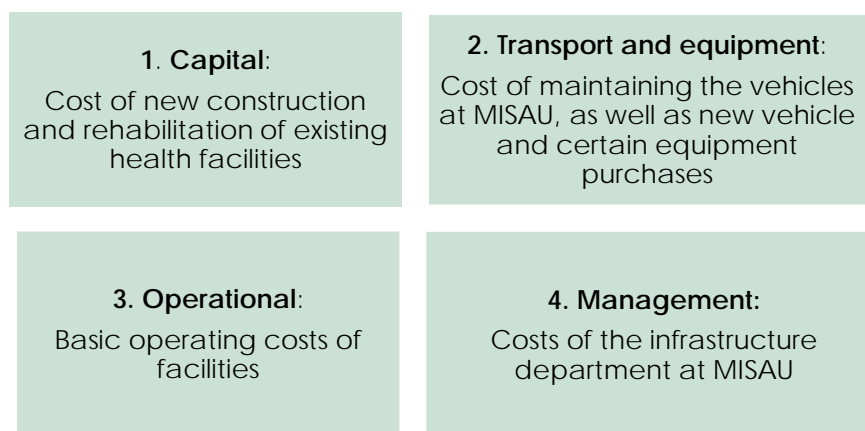 1. Capital:
Cost of new construction
and rehabilitation of existing
health facilities
2. Transport and equipment:
Cost of maintaining the vehicles
at MISAU, as well as new vehicle
and certain equipment
purchases
3. Operational:
Basic operating costs of
facilities
4. Management:
Costs of the infrastructure
department at MISAU